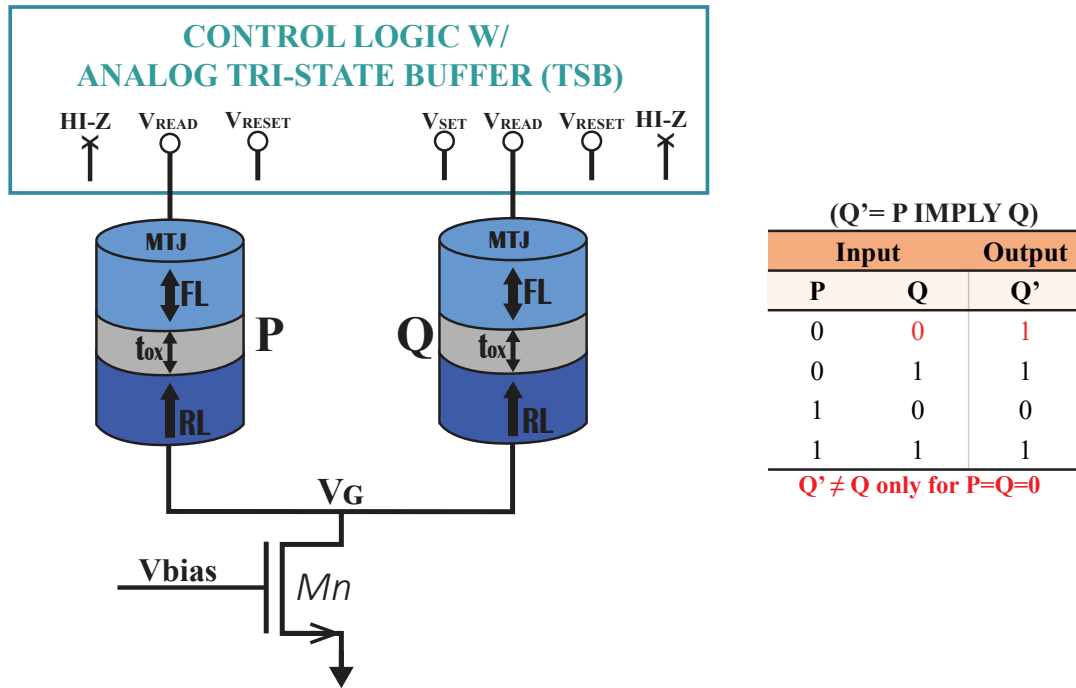 CONTROL LOGIC W/
ANALOG TRI-STATE BUFFER (TSB)
HI-Z VREAD VRESET VSET VREAD VRESET HI-Z
MTJ MTJ
FL FL
P Q
tox tox
RL RL
VG
Vbias
Mn
(Q’= P IMPLY Q)
Input Output
P Q Q’
0 0 1
0 1 1
1 0 0
1 1 1
Q’ ≠ Q only for P=Q=0